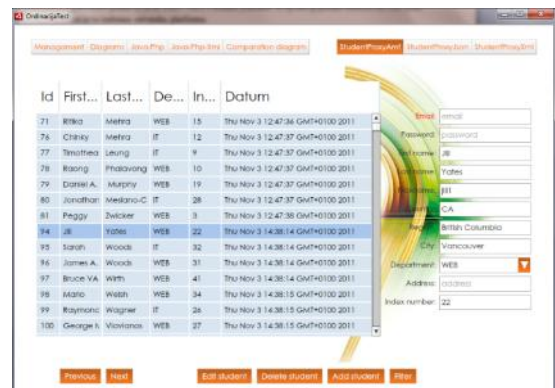 OrdinacijaTest
Management Diagrami Java-Php Java-Php-Xml Comparation diagram StudentProxyAmf StudentProxyJson StudentProxyXml
Id First... Last... De... In... Datum
71 Ritika Mehra WEB 15 Thu Nov 3 12:47:36 GMT+0100 2011
76 Chinky Mehra IT 12 Thu Nov 3 12:47:37 GMT+0100 2011
77 Timothea Leung IT 9 Thu Nov 3 12:47:37 GMT+0100 2011
78 Raong Phalavong WEB 10 Thu Nov 3 12:47:37 GMT+0100 2011
79 Daniel A. Murphy WEB 19 Thu Nov 3 12:47:37 GMT+0100 2011
80 Jonathan Meslano-C IT 28 Thu Nov 3 12:47:37 GMT+0100 2011
81 Peggy Zwicker WEB 3 Thu Nov 3 12:47:38 GMT+0100 2011
94 Jill Yates WEB 22 Thu Nov 3 14:38:14 GMT+0100 2011
95 Sarah Woods IT 32 Thu Nov 3 14:38:14 GMT+0100 2011
96 James A. Woods WEB 31 Thu Nov 3 14:38:14 GMT+0100 2011
97 Bruce VA Wirth WEB 41 Thu Nov 3 14:38:14 GMT+0100 2011
98 Mario Welsh WEB 34 Thu Nov 3 14:38:15 GMT+0100 2011
99 Raymond Wagner IT 26 Thu Nov 3 14:38:15 GMT+0100 2011
100 George N Vlavianos WEB 27 Thu Nov 3 14:38:15 GMT+0100 2011
Email: email
Password: password
First name: Jill
Last name: Yates
Jill1
CA
British Columbia
City: Vancouver
Department: WEB
Address: address
Index number: 22
Previous Next Edit student Delete student Add student Filter